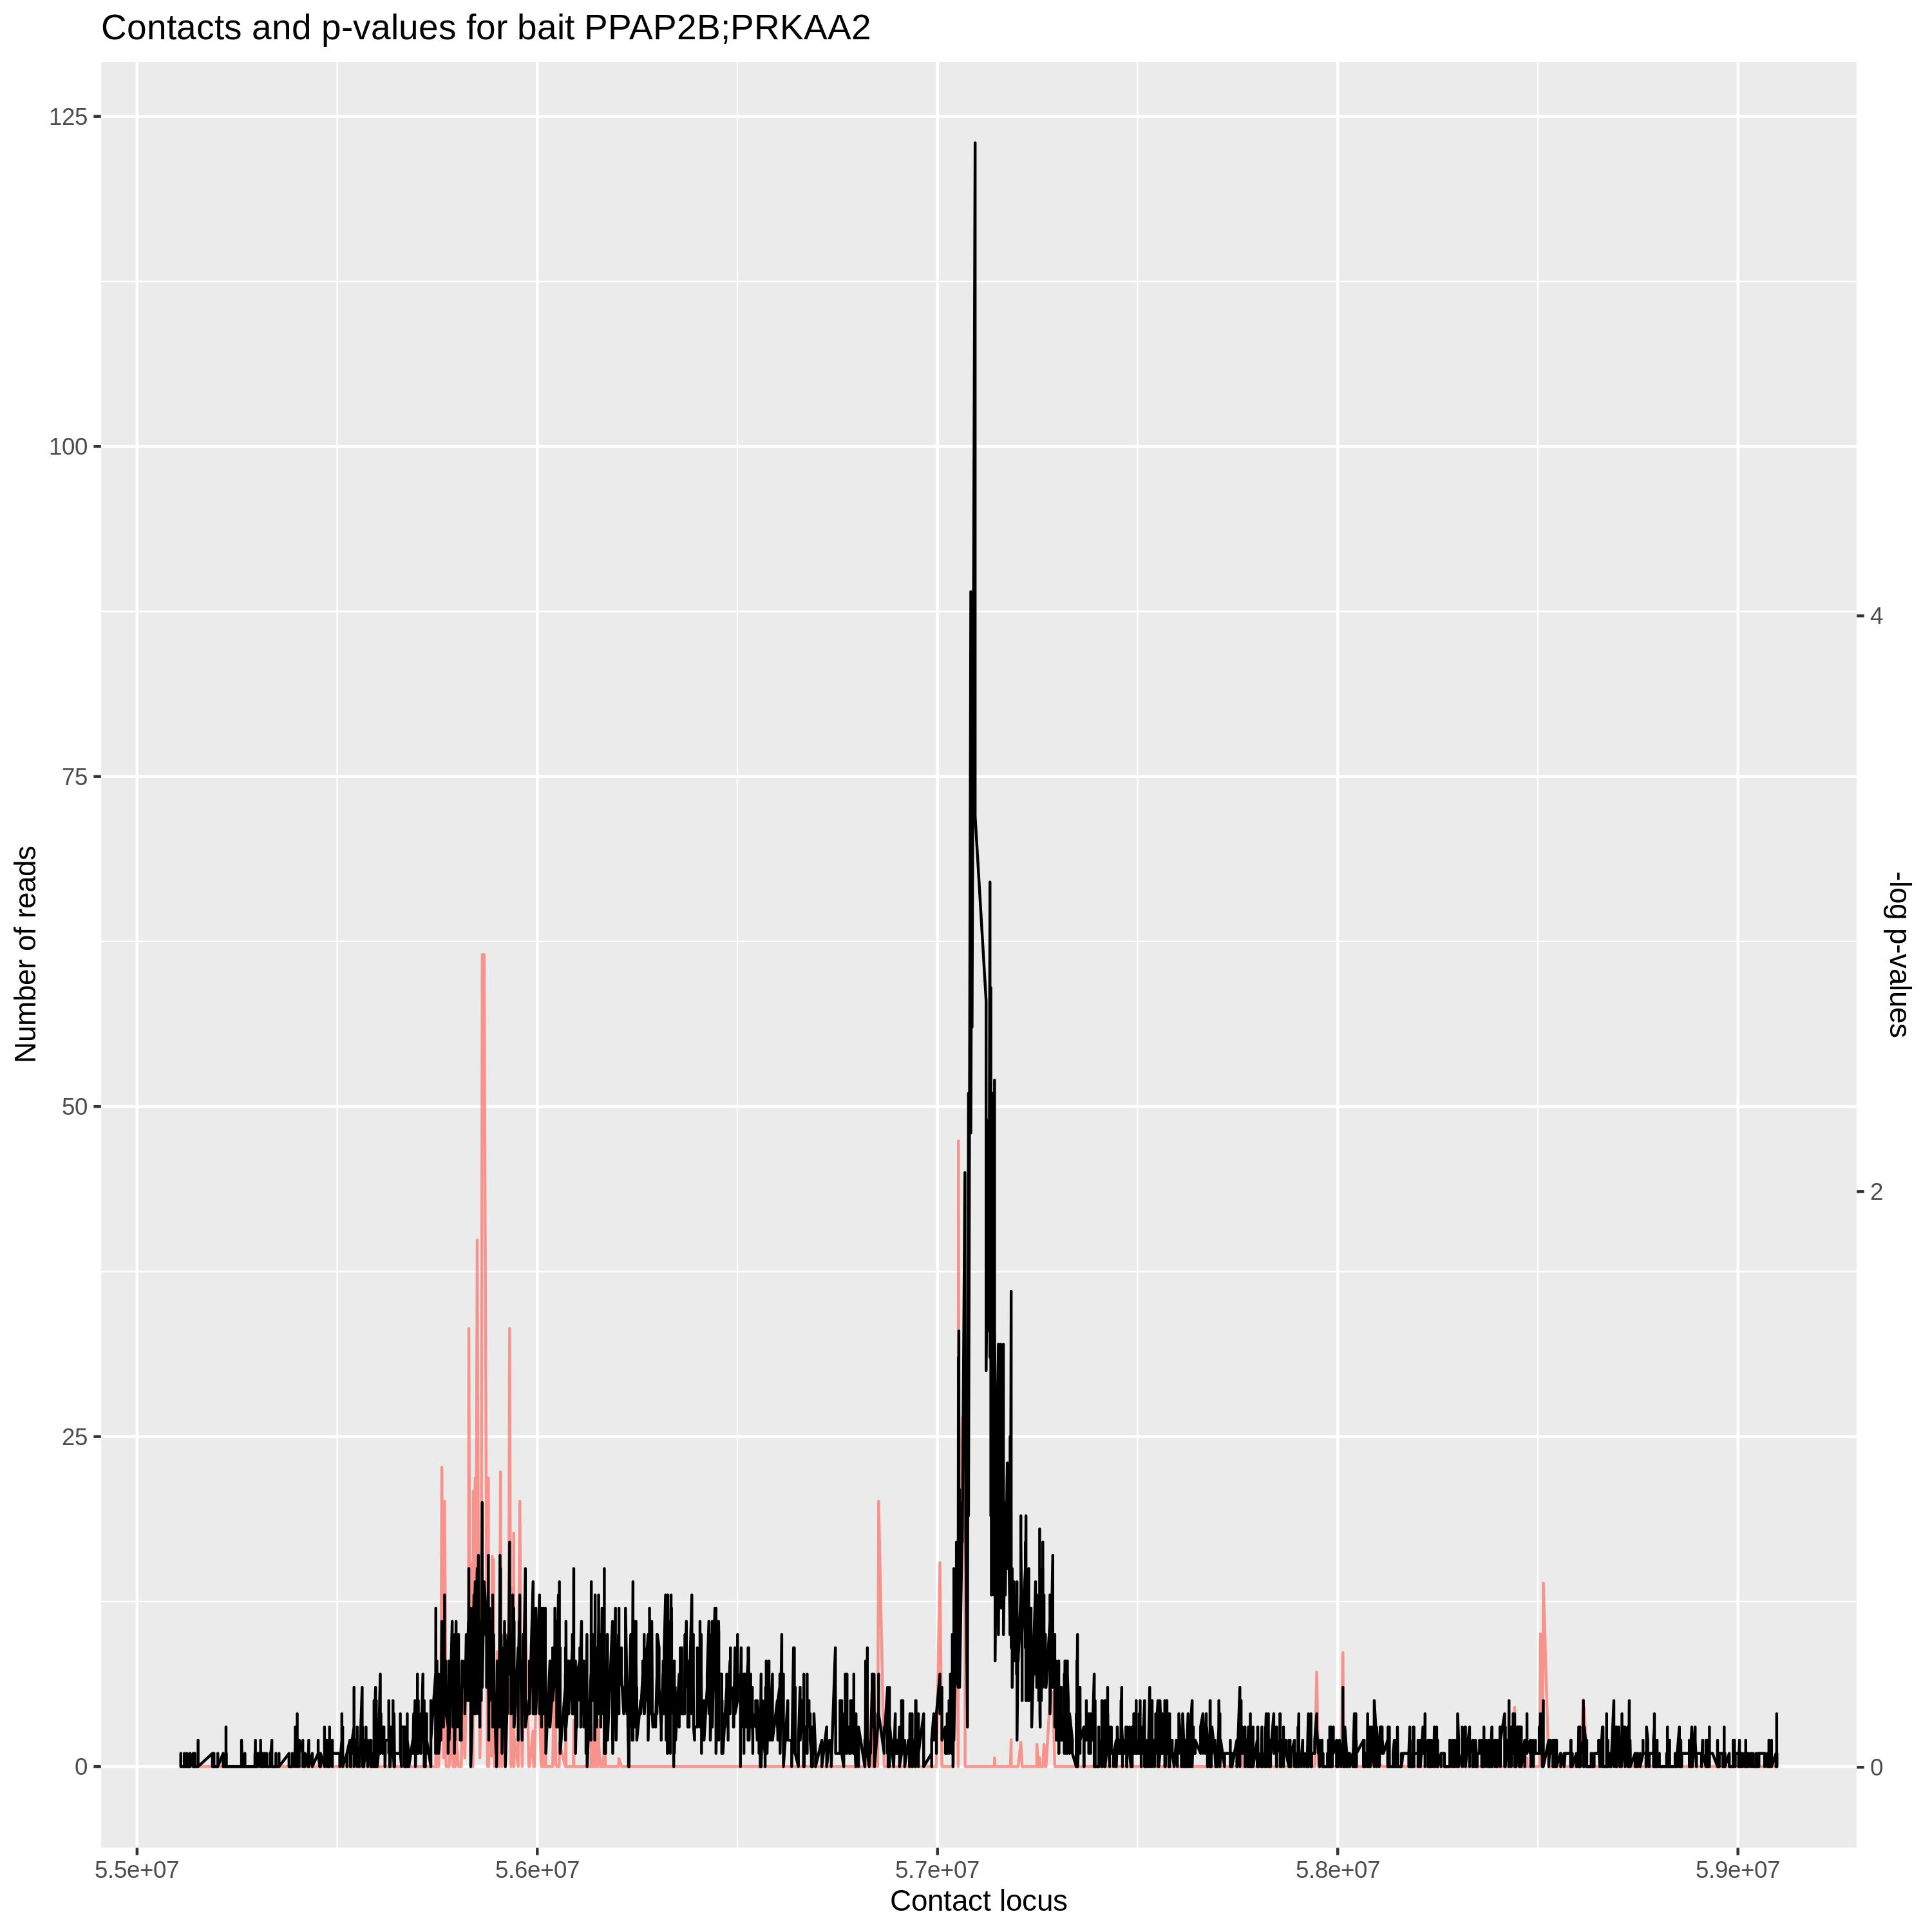 Contacts and p-values for bait PPAP2B;PRKAA2
125
100
75
50
25
0
Number of reads
4
2
0
-log p-values
5.5e+07
5.6e+07
5.7e+07
5.8e+07
5.9e+07
Contact locus